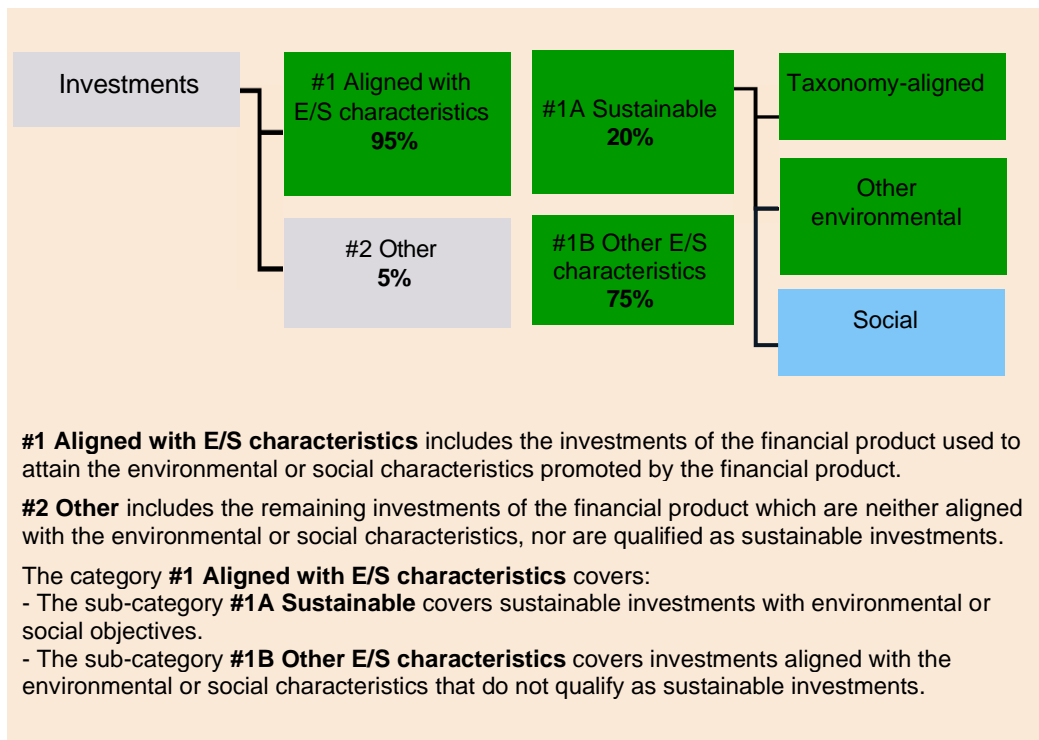 Investments
#1 Aligned with
E/S characteristics
95%
#2 Other
5%
#1A Sustainable
20%
#1B Other E/S
characteristics
75%
Taxonomy-aligned
Other
environmental
Social
#1 Aligned with E/S characteristics includes the investments of the financial product used to
attain the environmental or social characteristics promoted by the financial product.
#2 Other includes the remaining investments of the financial product which are neither aligned
with the environmental or social characteristics, nor are qualified as sustainable investments.
The category #1 Aligned with E/S characteristics covers:
- The sub-category #1A Sustainable covers sustainable investments with environmental or
social objectives.
- The sub-category #1B Other E/S characteristics covers investments aligned with the
environmental or social characteristics that do not qualify as sustainable investments.